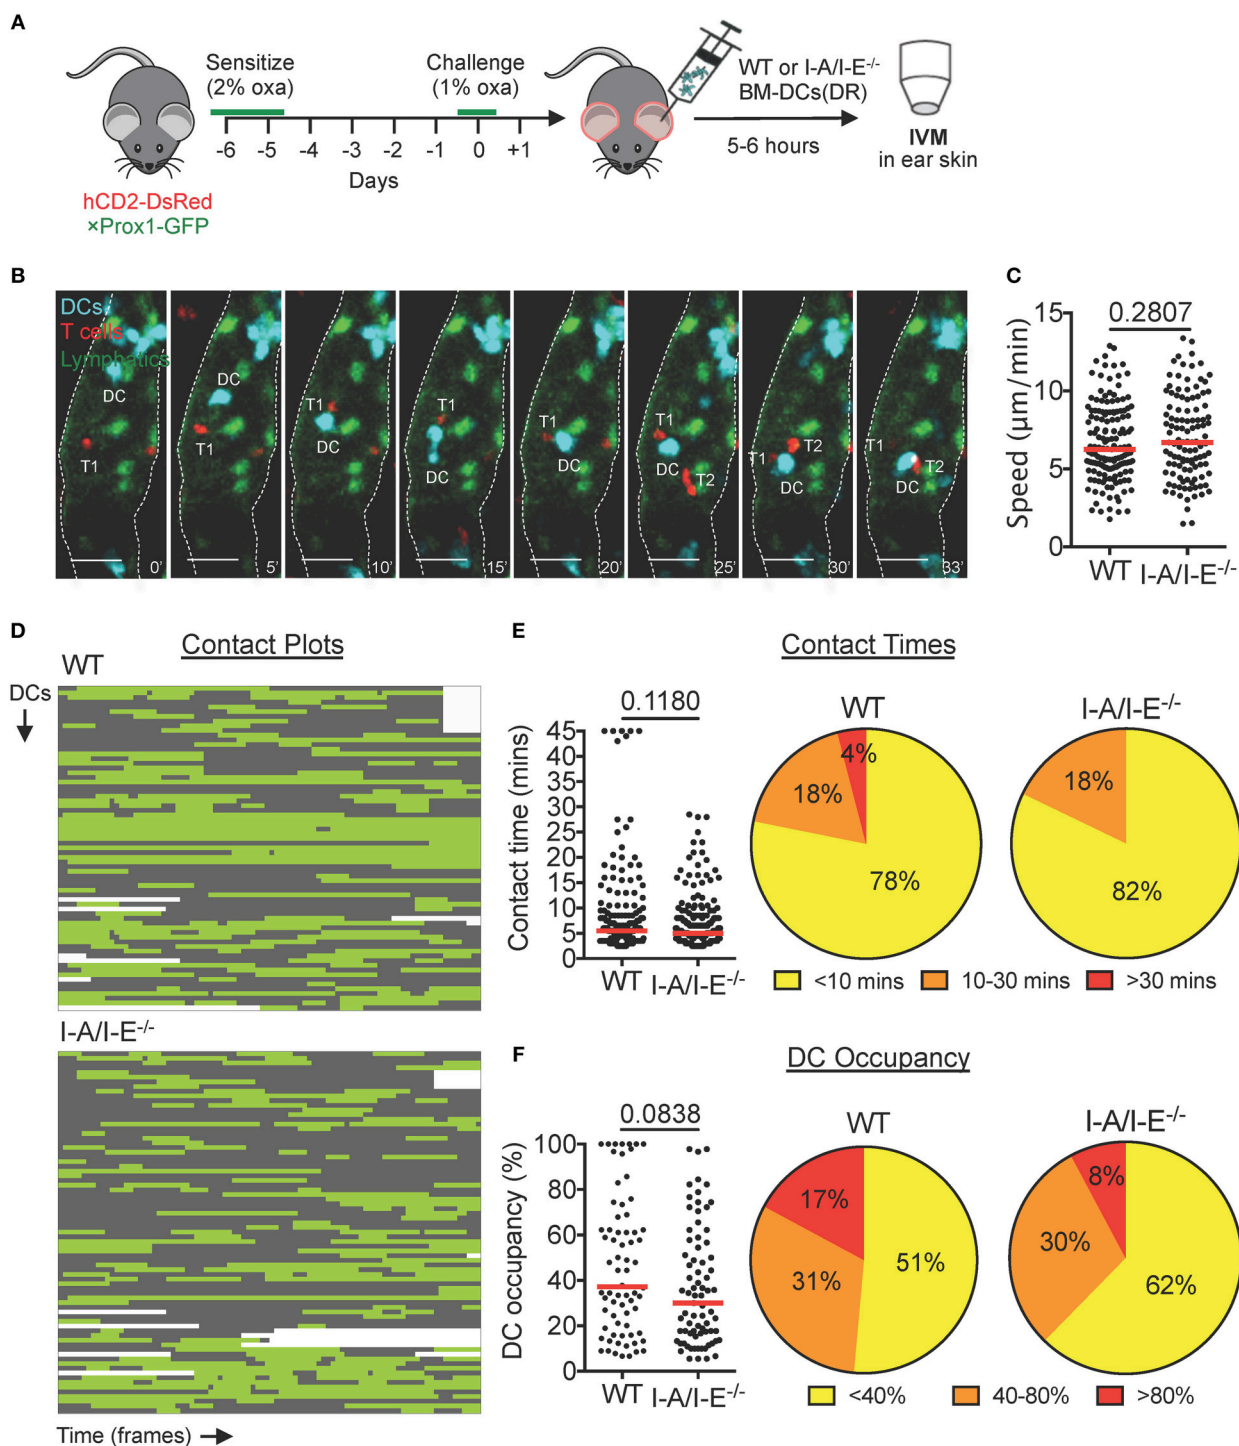 A
Sensitize
(2% oxa)
Challenge
(1% oxa)
-6 -5 -4 -3 -2 -1 0 +1
Days
hCD2-DsRed
×Prox1-GFP
WT or I-A/I-E-/-
BM-DCs(DR)
5-6 hours
IVM
in ear skin
B
DCs
T cells
Lymphatics
DC
T1
0'
DC
T1
5'
T1
DC
10'
T1
DC
15'
T1
DC
20'
T1
DC
T2
25'
T1
T2
DC
30'
T1
T2
DC
33'
C
0.2807
Speed (µm/min)
15
10
5
0
WT I-A/I-E-/-
D
Contact Plots
WT
DCs
I-A/I-E-/-
Time (frames)
E
Contact Times
0.1180
Contact time (mins)
45
40
35
30
25
20
15
10
5
0
WT I-A/I-E-/-
WT
4%
18%
78%
I-A/I-E-/-
18%
82%
<10 mins 10-30 mins >30 mins
F
DC Occupancy
0.0838
DC occupancy (%)
100
80
60
40
20
0
WT I-A/I-E-/-
WT
17%
51%
31%
I-A/I-E-/-
8%
30%
62%
<40% 40-80% >80%